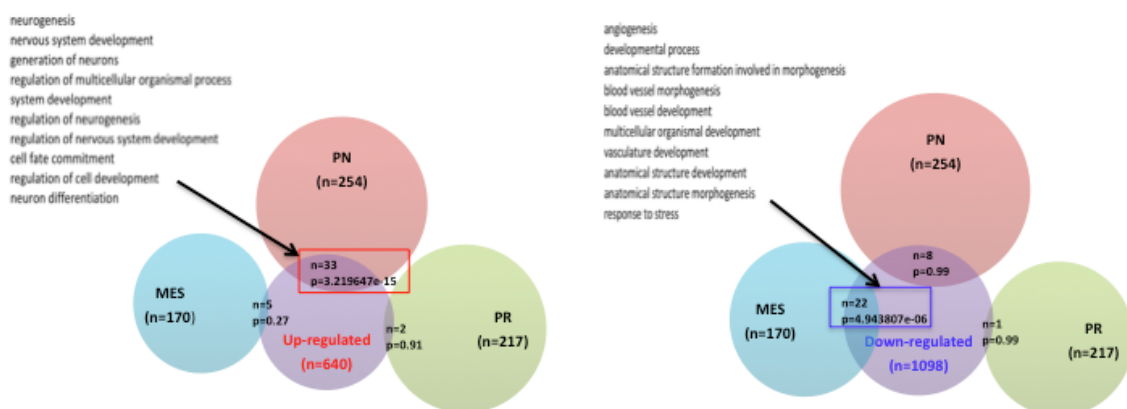 neurogenesis
nervous system development
generation of neurons
regulation of multicellular organismal process
system development
regulation of neurogenesis
regulation of nervous system development
cell fate commitment
regulation of cell development
neuron differentiation
PN
(n=254)
n=33
p=3.219647e-15
MES
(n=170)
n=5
p=0.27
Up-regulated
(n=640)
n=2
p=0.91
PR
(n=217)
angiogenesis
developmental process
anatomical structure formation involved in morphogenesis
blood vessel morphogenesis
blood vessel development
multicellular organismal development
vasculature development
anatomical structure development
anatomical structure morphogenesis
response to stress
PN
(n=254)
n=8
p=0.99
MES
(n=170)
n=22
p=4.943807e-06
Down-regulated
(n=1098)
n=1
p=0.99
PR
(n=217)